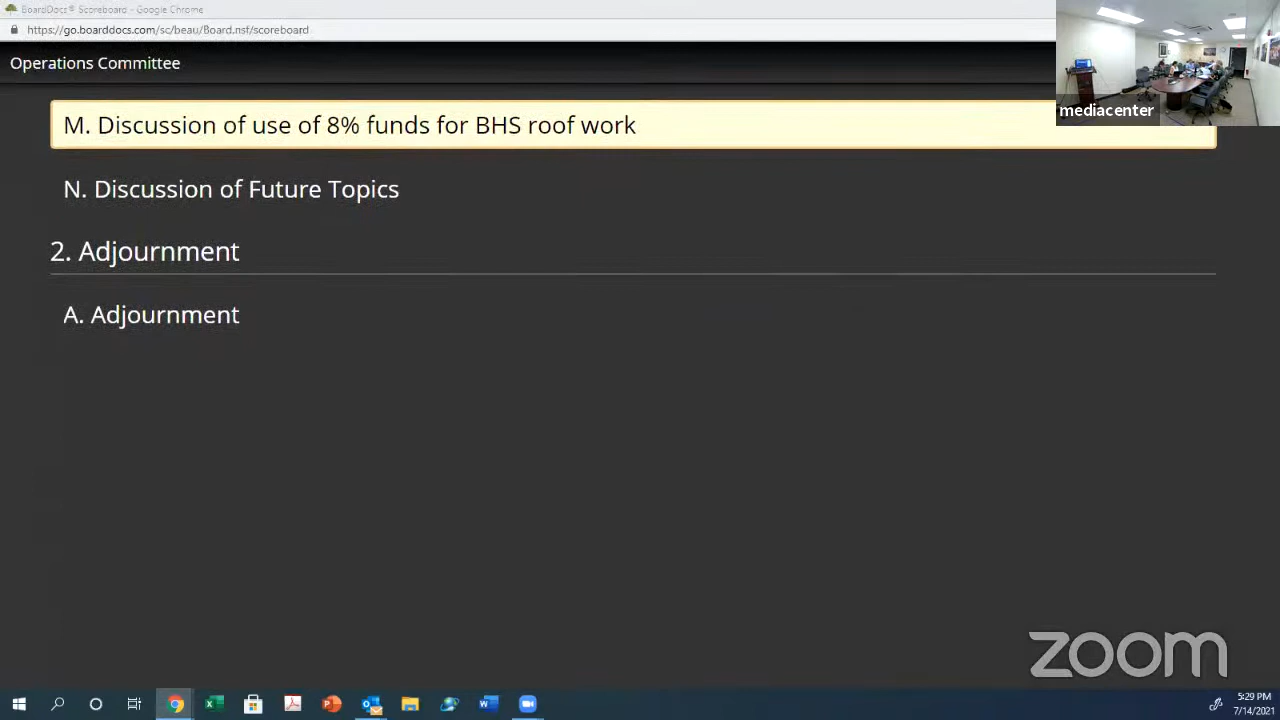 BoardDocs® Scoreboard - Google Chrome
https://go.boarddocs.com/sc/beau/Board.nsf/scoreboard
Operations Committee
mediacenter
M. Discussion of use of 8% funds for BHS roof work
N. Discussion of Future Topics
2. Adjournment
A. Adjournment
zoom
5:29 PM
7/14/2021